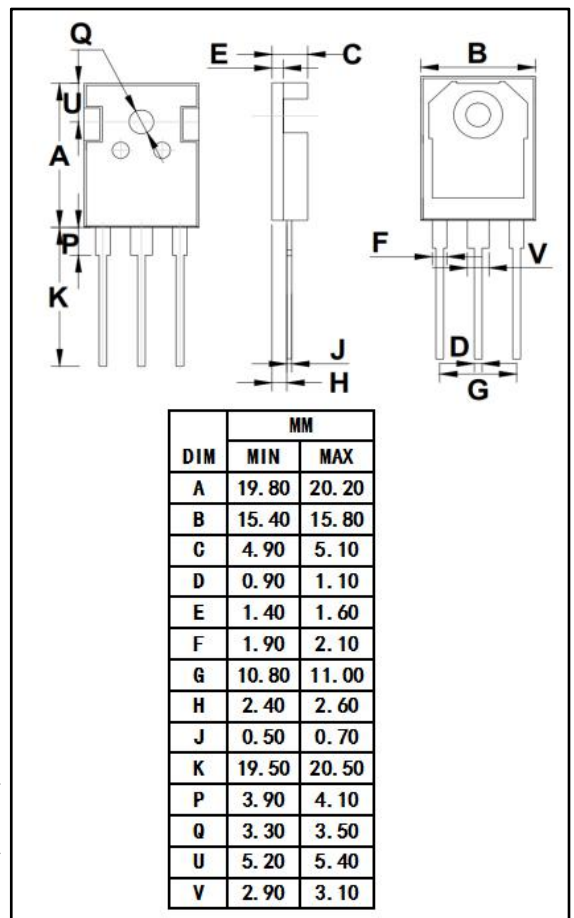 Q
E C B
U
A
P F V
K
J D
H G
MM
DIM MIN MAX
A 19.80 20.20
B 15.40 15.80
C 4.90 5.10
D 0.90 1.10
E 1.40 1.60
F 1.90 2.10
G 10.80 11.00
H 2.40 2.60
J 0.50 0.70
K 19.50 20.50
P 3.90 4.10
Q 3.30 3.50
U 5.20 5.40
V 2.90 3.10